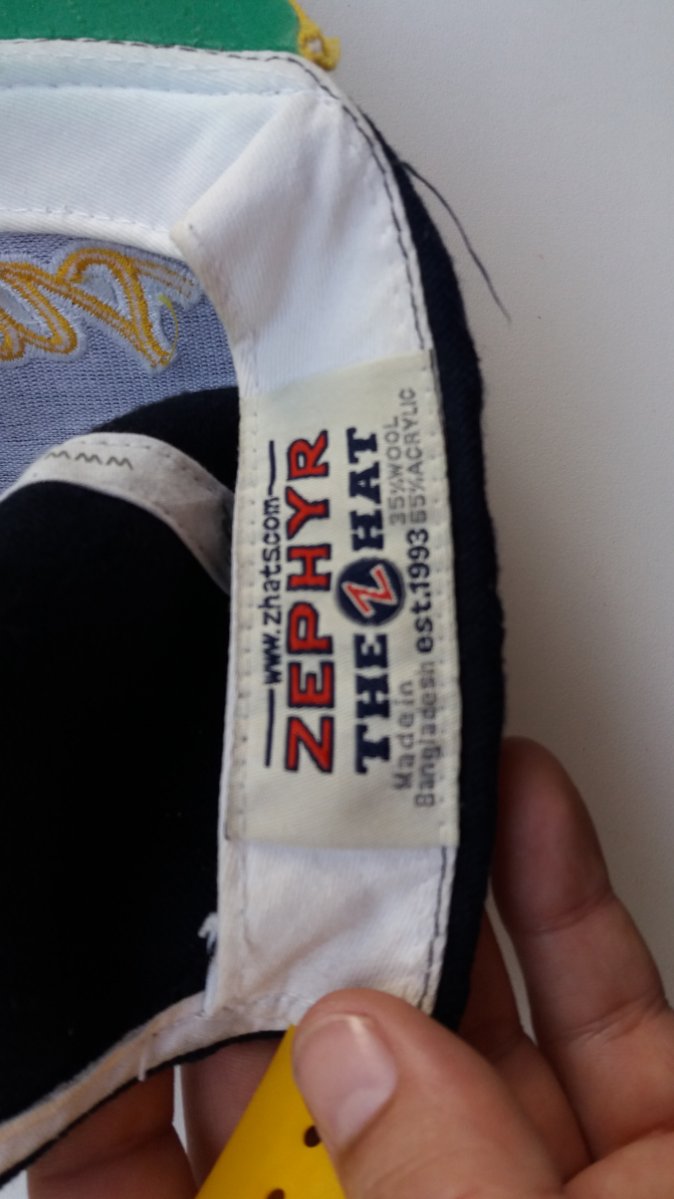 www.zhats.com
ZEPHYR
THE Z HAT
Made in
Bangladesh
est.1993
35%WOOL
65%ACRYLIC